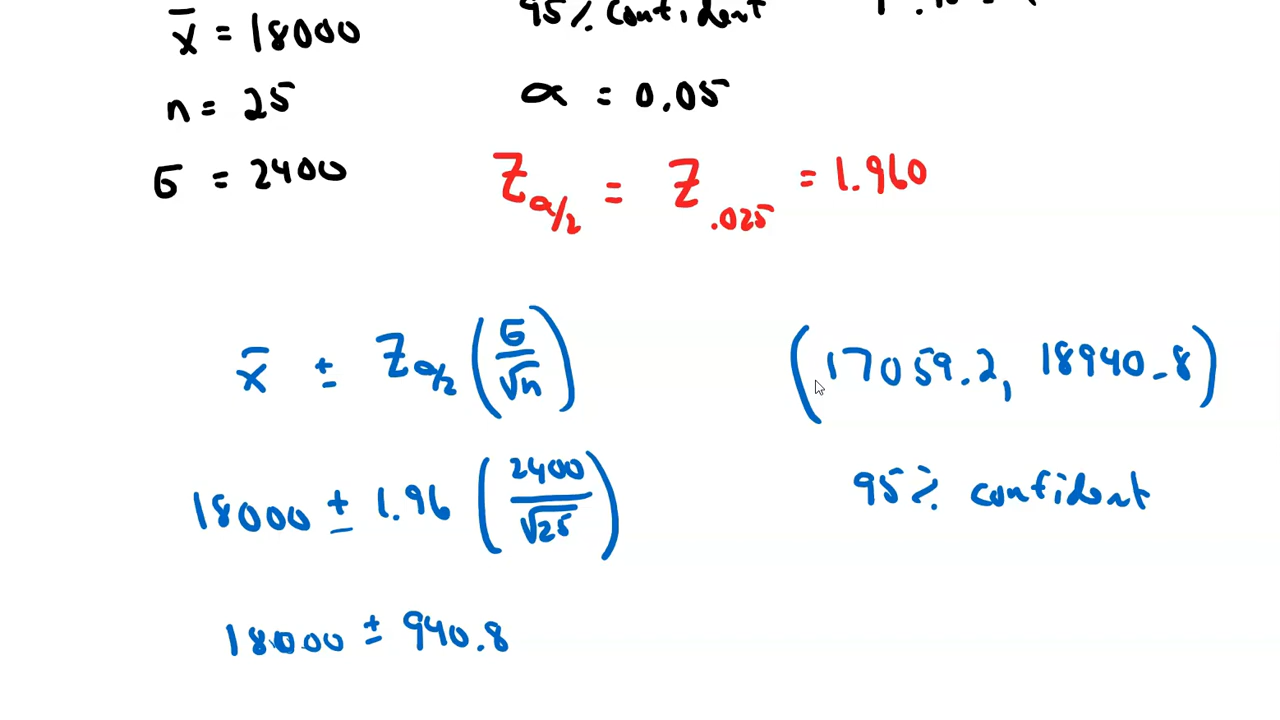 x̄ = 18000
95% confident
n = 25
α = 0.05
σ = 2400
Z α/2 = Z .025 = 1.960
x̄ ± Z α/2 (σ/√n)
(17059.2, 18940.8)
18000 ± 1.96 (2400/√25)
95% confident
18000 ± 940.8